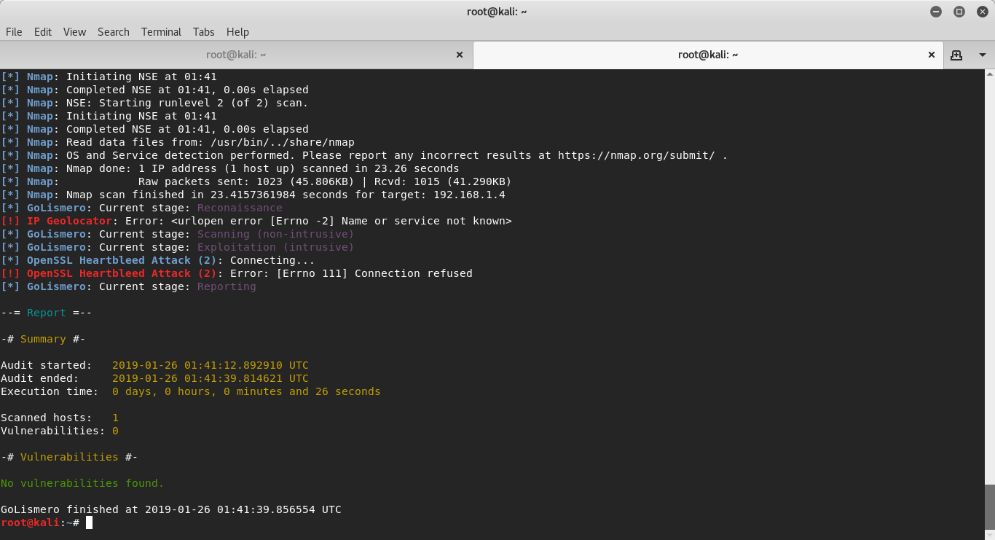 root@kali: ~
File Edit View Search Terminal Tabs Help
root@kali: ~ root@kali: ~
[*] Nmap: Initiating NSE at 01:41
[*] Nmap: Completed NSE at 01:41, 0.00s elapsed
[*] Nmap: NSE: Starting runlevel 2 (of 2) scan.
[*] Nmap: Initiating NSE at 01:41
[*] Nmap: Completed NSE at 01:41, 0.00s elapsed
[*] Nmap: Read data files from: /usr/bin/../share/nmap
[*] Nmap: OS and Service detection performed. Please report any incorrect results at https://nmap.org/submit/ .
[*] Nmap: Nmap done: 1 IP address (1 host up) scanned in 23.26 seconds
[*] Nmap:            Raw packets sent: 1023 (45.806KB) | Rcvd: 1015 (41.290KB)
[*] Nmap: Nmap scan finished in 23.4157361984 seconds for target: 192.168.1.4
[*] GoLismero: Current stage: Reconaissance
[!] IP Geolocator: Error: <urlopen error [Errno -2] Name or service not known>
[*] GoLismero: Current stage: Scanning (non-intrusive)
[*] GoLismero: Current stage: Exploitation (intrusive)
[*] OpenSSL Heartbleed Attack (2): Connecting...
[!] OpenSSL Heartbleed Attack (2): Error: [Errno 111] Connection refused
[*] GoLismero: Current stage: Reporting
--= Report =--
-# Summary #-
Audit started:   2019-01-26 01:41:12.892910 UTC
Audit ended:     2019-01-26 01:41:39.814621 UTC
Execution time:  0 days, 0 hours, 0 minutes and 26 seconds
Scanned hosts:   1
Vulnerabilities: 0
-# Vulnerabilities #-
No vulnerabilities found.
GoLismero finished at 2019-01-26 01:41:39.856554 UTC
root@kali:~#